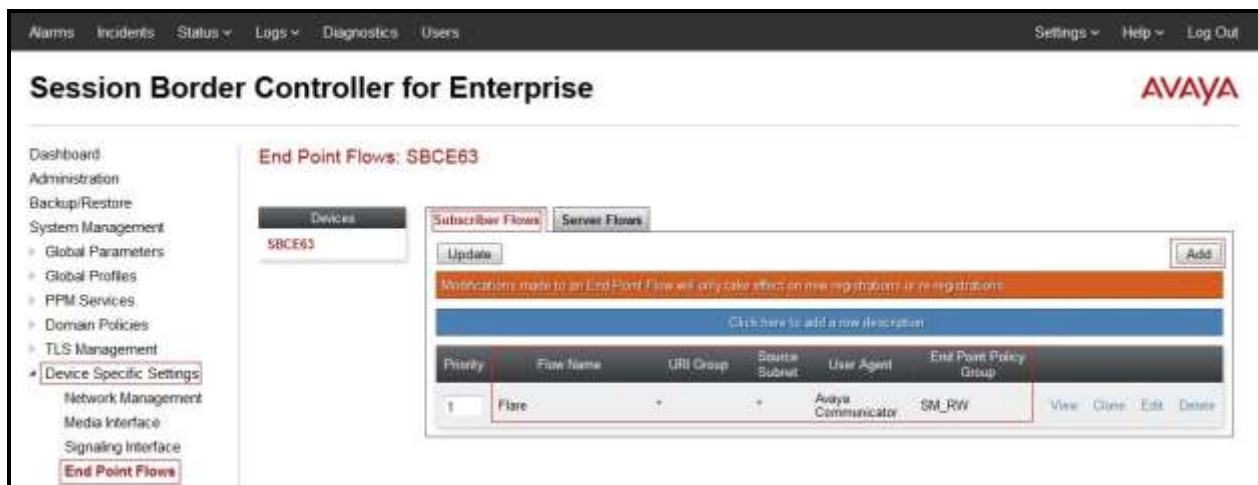 Alarms Incidents Status Logs Diagnostics Users Settings Help Log Out
Session Border Controller for Enterprise
AVAYA
Dashboard
Administration
Backup/Restore
System Management
Global Parameters
Global Profiles
PPM Services
Domain Policies
TLS Management
Device Specific Settings
Network Management
Media Interface
Signaling Interface
End Point Flows
End Point Flows: SBCE63
Devices
SBCE63
Subscriber Flows Server Flows
Update Add
Modifications made to an End Point Flow will only take effect on new registrations or re-registrations.
Click here to add a row description.
Priority Flow Name URI Group Source Subnet User Agent End Point Policy Group
1 Flare * * Avaya Communicator SM_RW View Clone Edit Delete